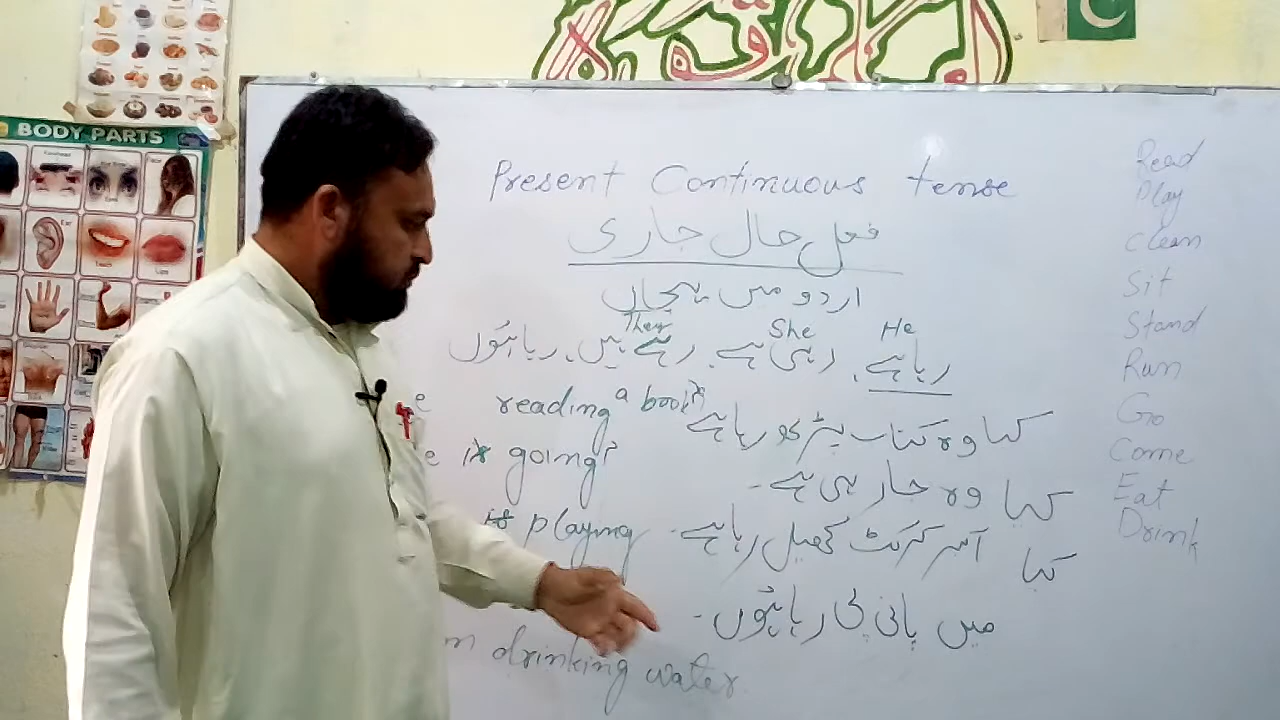 BODY PARTS
Present Continuous tense
فعل حال جاری
اردو میں پہچان
They She He
رہا ہے ۔ رہی ہے ۔ رہے ہیں ۔ رہا ہوں
e reading a book?
کیا وہ کتاب پڑھ رہا ہے
e is going?
کیا وہ جا رہی ہے ۔
is playing
کیا کرکٹ کھیل رہا ہے ۔
میں پانی پی رہا ہوں ۔
m drinking water
Read
Play
Clean
Sit
Stand
Run
Go
Come
Eat
Drink